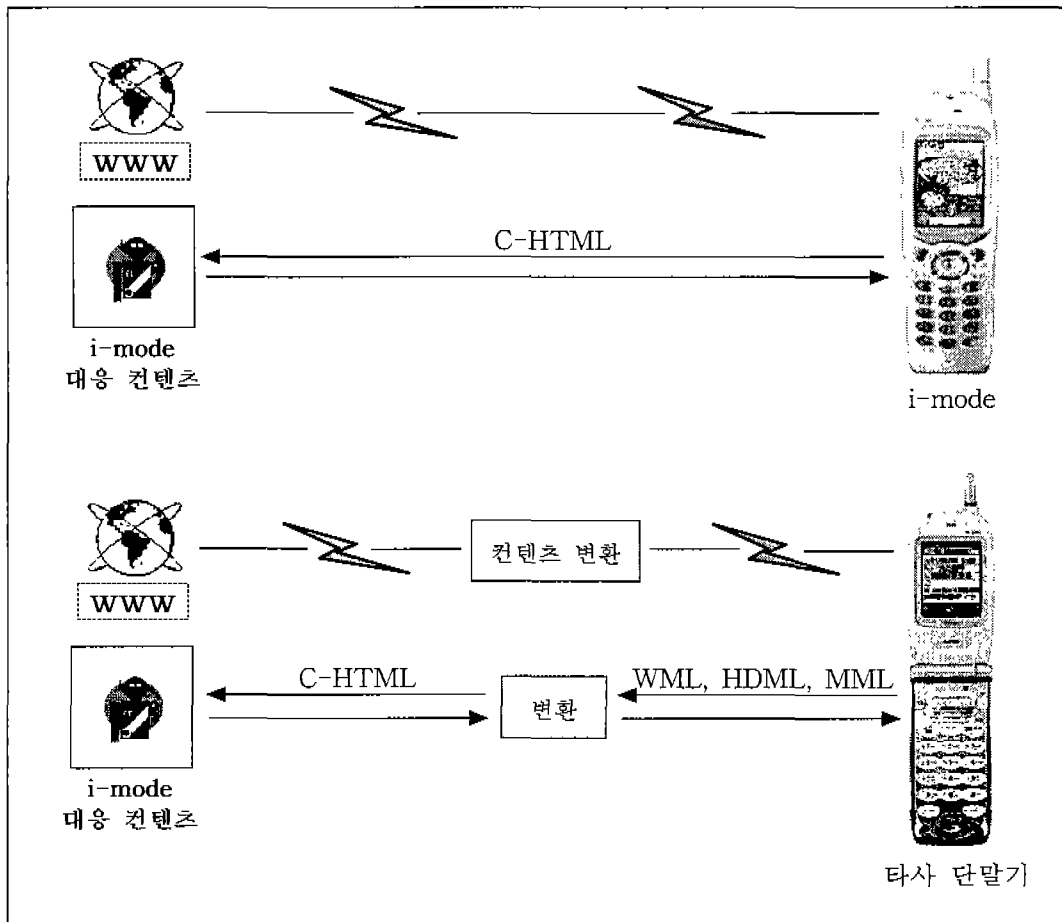 WWW
C-HTML
i-mode
대응 컨텐츠
i-mode
컨텐츠 변환
WWW
C-HTML
WML, HDML, MML
변환
i-mode
대응 컨텐츠
타사 단말기